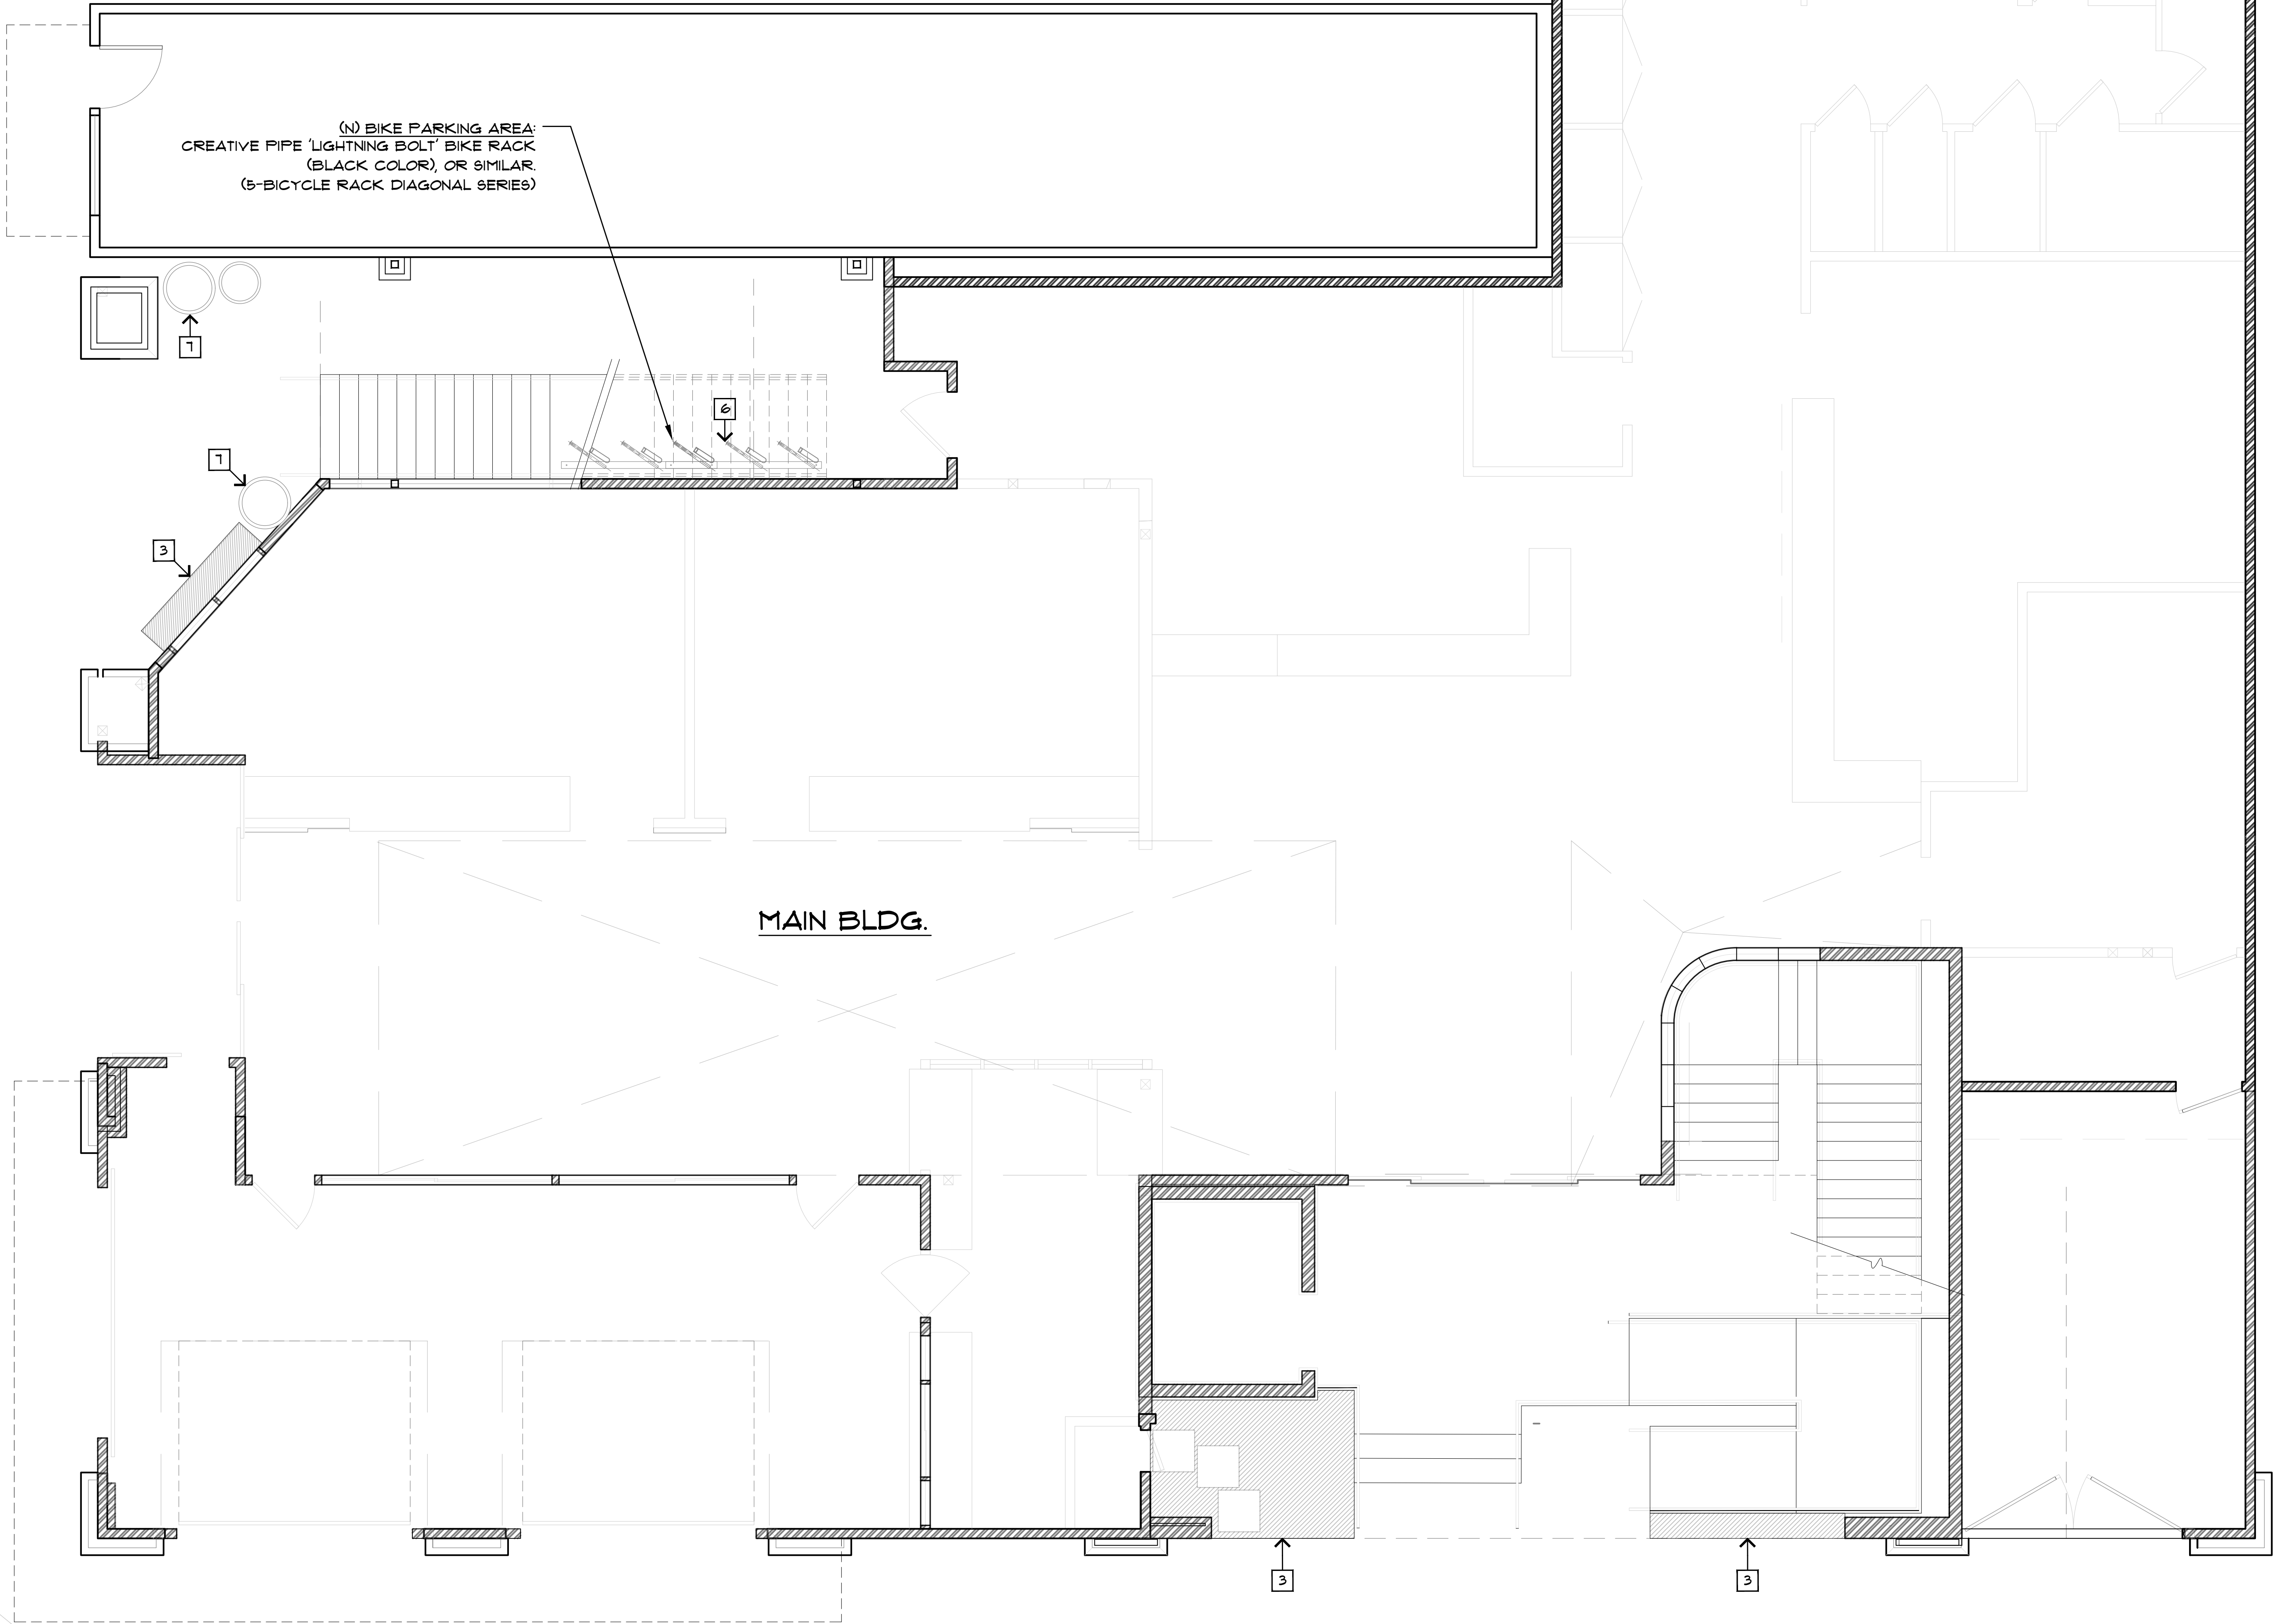 (N) BIKE PARKING AREA:
CREATIVE PIPE 'LIGHTNING BOLT' BIKE RACK
(BLACK COLOR), OR SIMILAR.
(5-BICYCLE RACK DIAGONAL SERIES)
7
6
7
3
MAIN BLDG.
3
3